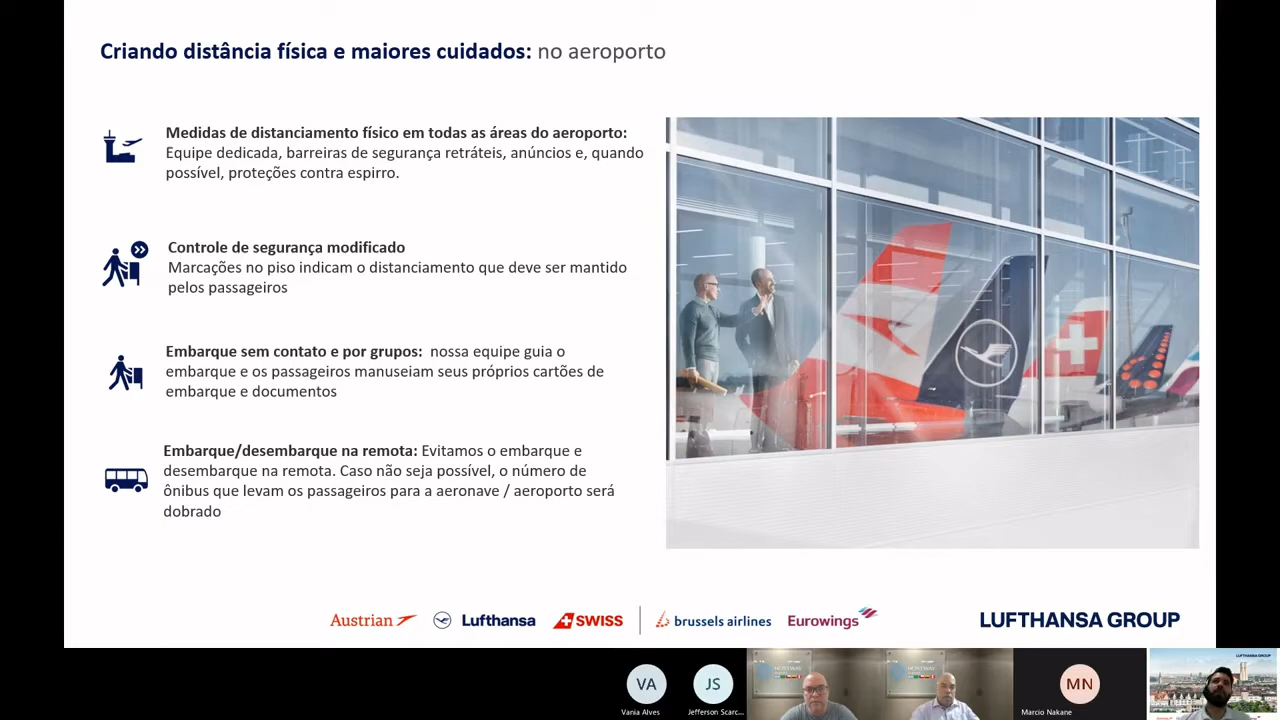 Criando distância física e maiores cuidados: no aeroporto
Medidas de distanciamento físico em todas as áreas do aeroporto:
Equipe dedicada, barreiras de segurança retráteis, anúncios e, quando
possível, proteções contra espirro.
Controle de segurança modificado
Marcações no piso indicam o distanciamento que deve ser mantido
pelos passageiros
Embarque sem contato e por grupos: nossa equipe guia o
embarque e os passageiros manuseiam seus próprios cartões de
embarque e documentos
Embarque/desembarque na remota: Evitamos o embarque e
desembarque na remota. Caso não seja possível, o número de
ônibus que levam os passageiros para a aeronave / aeroporto será
dobrado
Austrian
Lufthansa
SWISS
brussels airlines
Eurowings
LUFTHANSA GROUP
VA
JS
MN
Vania Alves
Jefferson Scarc...
Marcio Nakane
LUFTHANSA GROUP